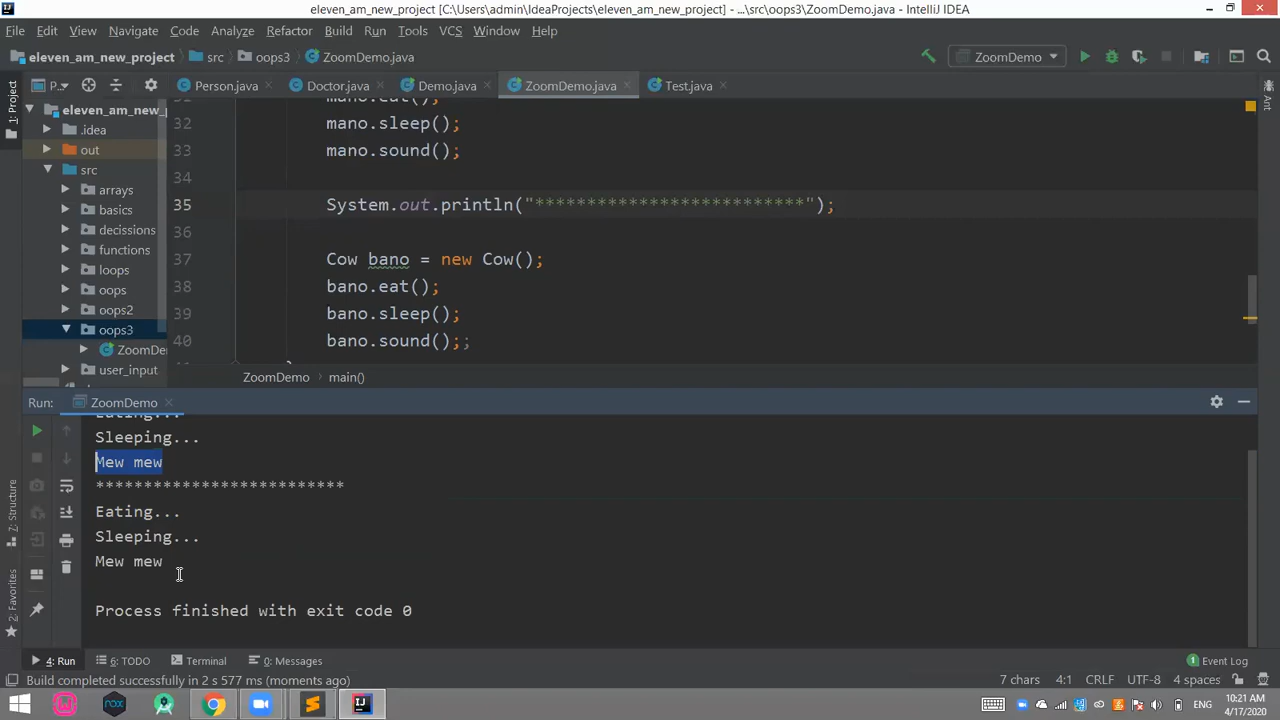 eleven_am_new_project [C:\Users\admin\IdeaProjects\eleven_am_new_project] - ...\src\oops3\ZoomDemo.java - IntelliJ IDEA
File Edit View Navigate Code Analyze Refactor Build Run Tools VCS Window Help
eleven_am_new_project src oops3 ZoomDemo.java ZoomDemo
1: Project
P... Person.java Doctor.java Demo.java ZoomDemo.java Test.java
Ant
eleven_am_new_
.idea
out
src
arrays
basics
decissions
functions
loops
oops
oops2
oops3
ZoomDe
user_input
mano.eat();
32 mano.sleep();
33 mano.sound();
34
35 System.out.println("**************************");
36
37 Cow bano = new Cow();
38 bano.eat();
39 bano.sleep();
40 bano.sound();;
ZoomDemo main()
Run: ZoomDemo
Eating...
Sleeping...
Mew mew
**************************
Eating...
Sleeping...
Mew mew
Process finished with exit code 0
7: Structure
2: Favorites
4: Run 6: TODO Terminal 0: Messages Event Log
Build completed successfully in 2 s 577 ms (moments ago) 7 chars 4:1 CRLF UTF-8 4 spaces
nox ENG 10:21 AM
4/17/2020